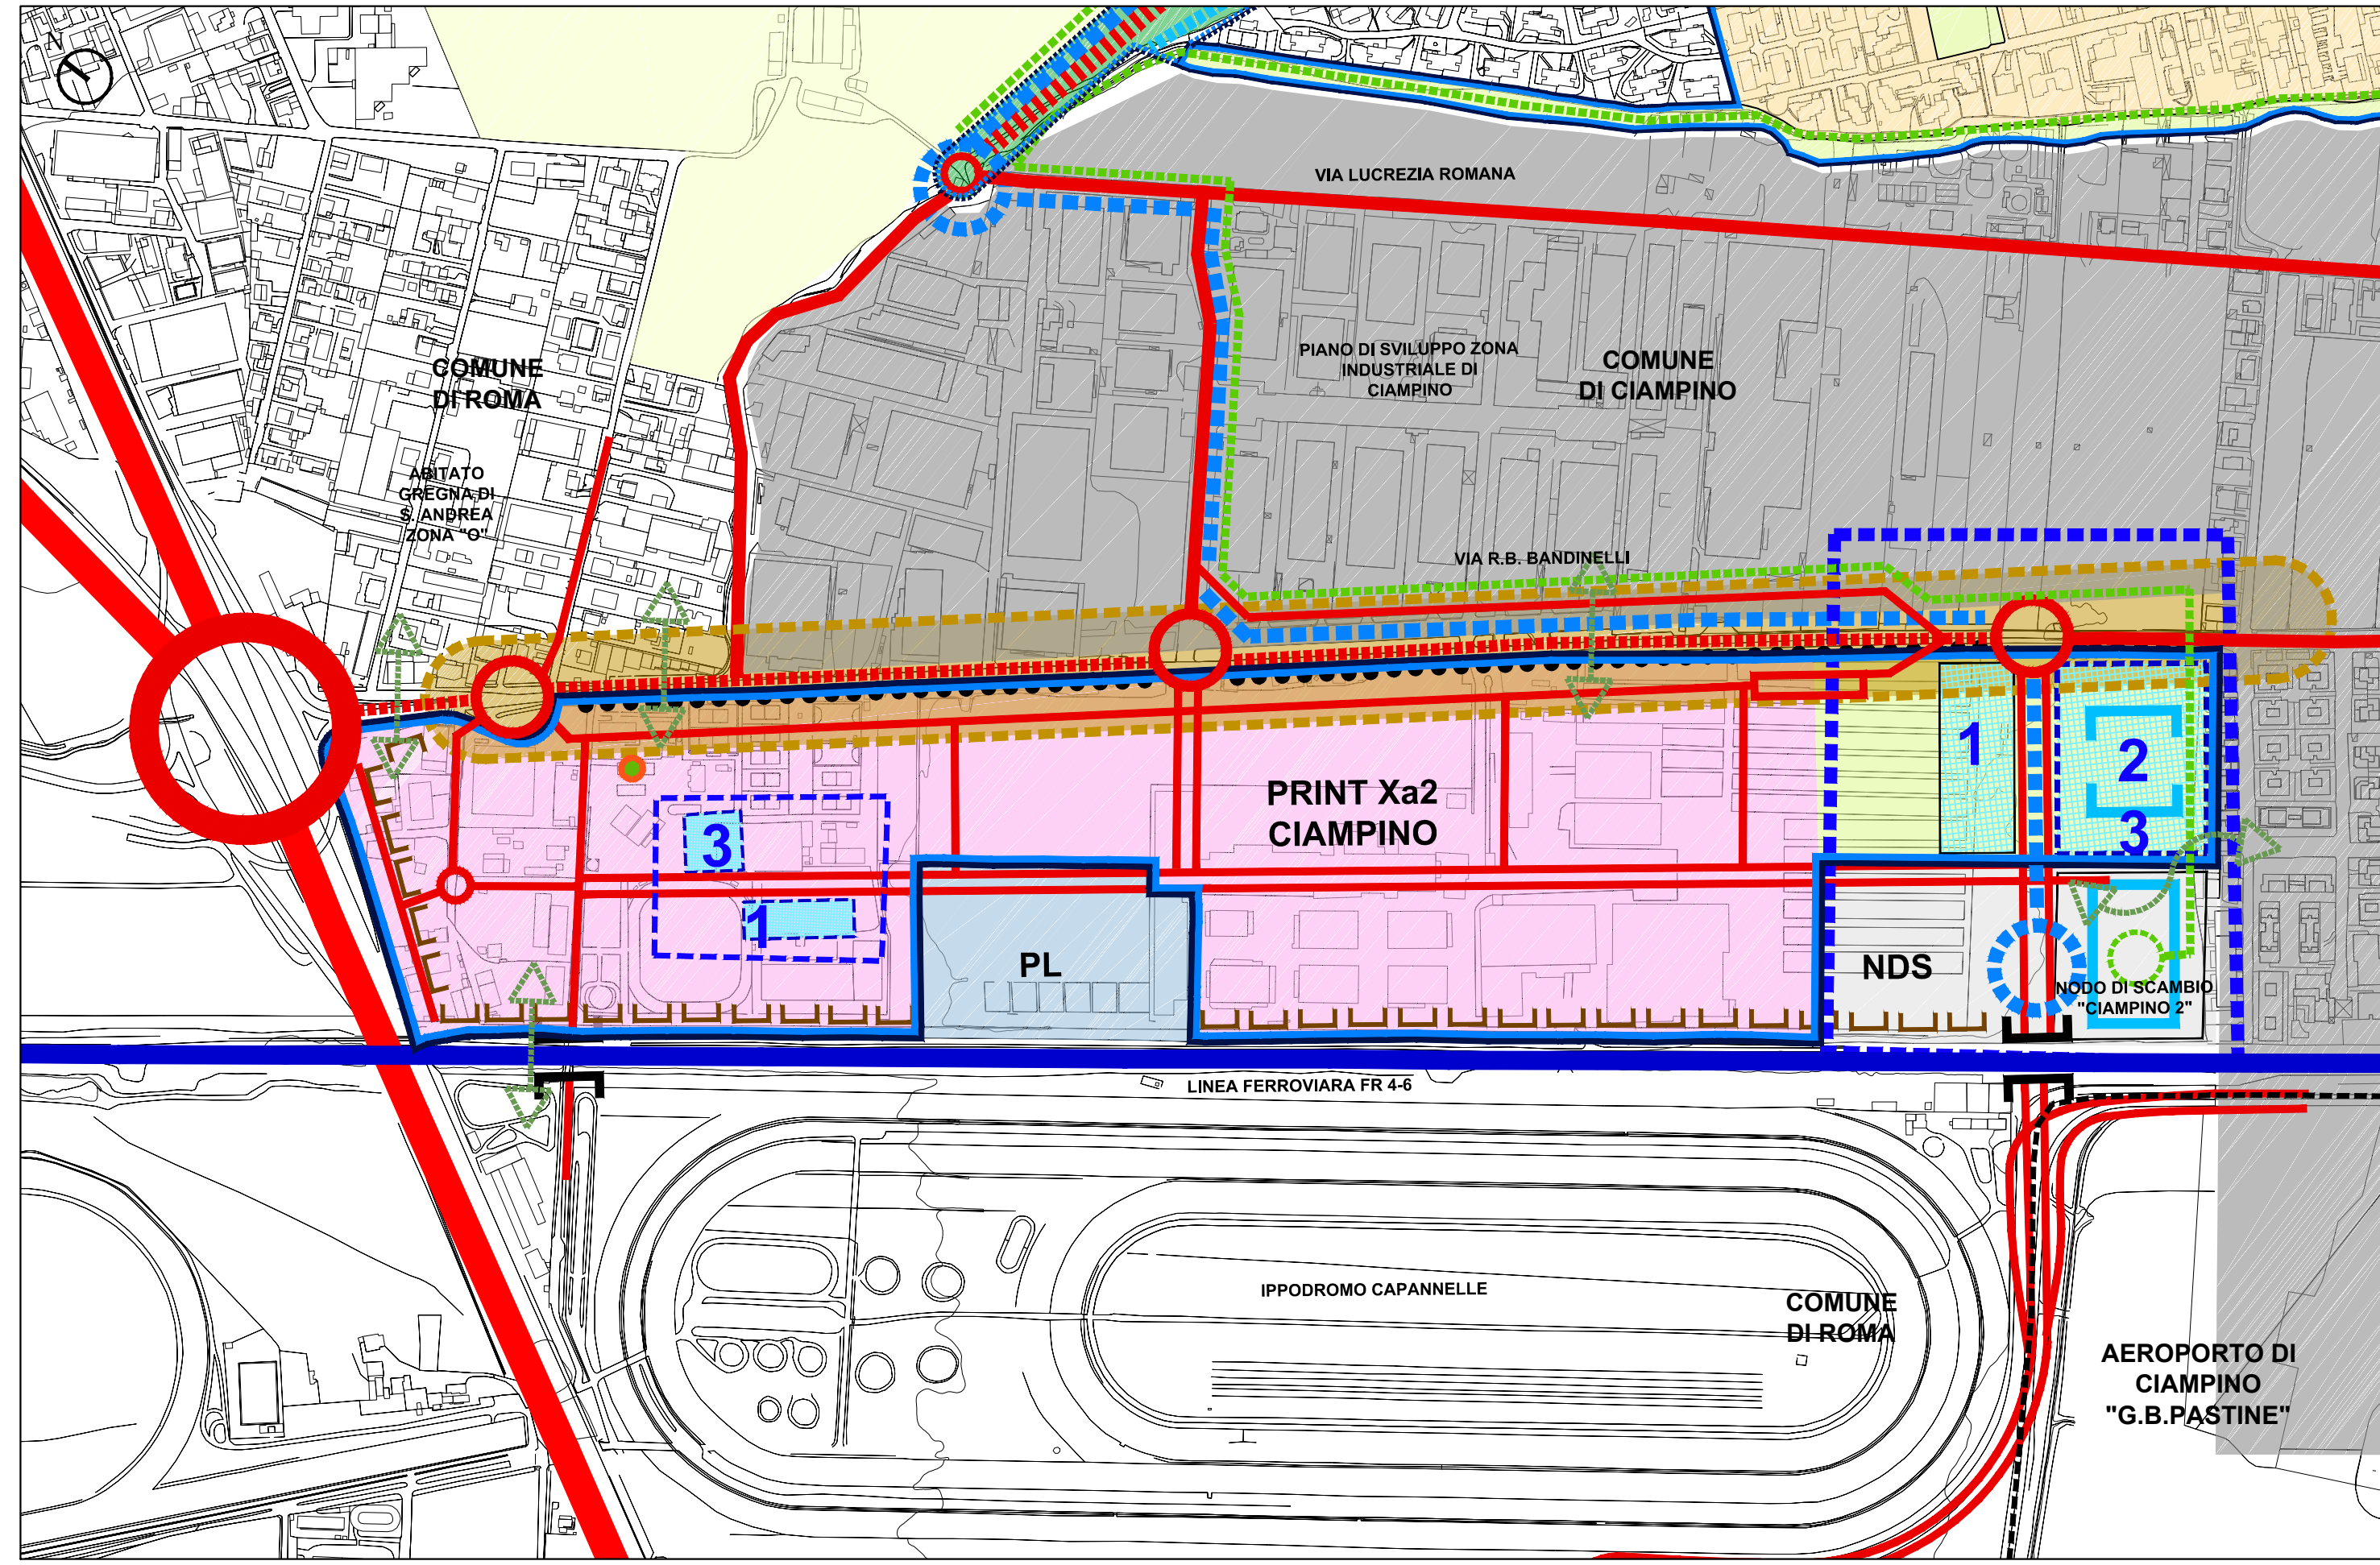 N
VIA LUCREZIA ROMANA
COMUNE
DI ROMA
PIANO DI SVILUPPO ZONA
INDUSTRIALE DI
CIAMPINO
COMUNE
DI CIAMPINO
ABITATO
GREGNA DI
S. ANDREA
ZONA "O"
VIA R.B. BANDINELLI
1
2
3
PRINT Xa2
CIAMPINO
3
1
PL
NDS
NODO DI SCAMBIO
"CIAMPINO 2"
LINEA FERROVIARA FR 4-6
IPPODROMO CAPANNELLE
COMUNE
DI ROMA
AEROPORTO DI
CIAMPINO
"G.B.PASTINE"